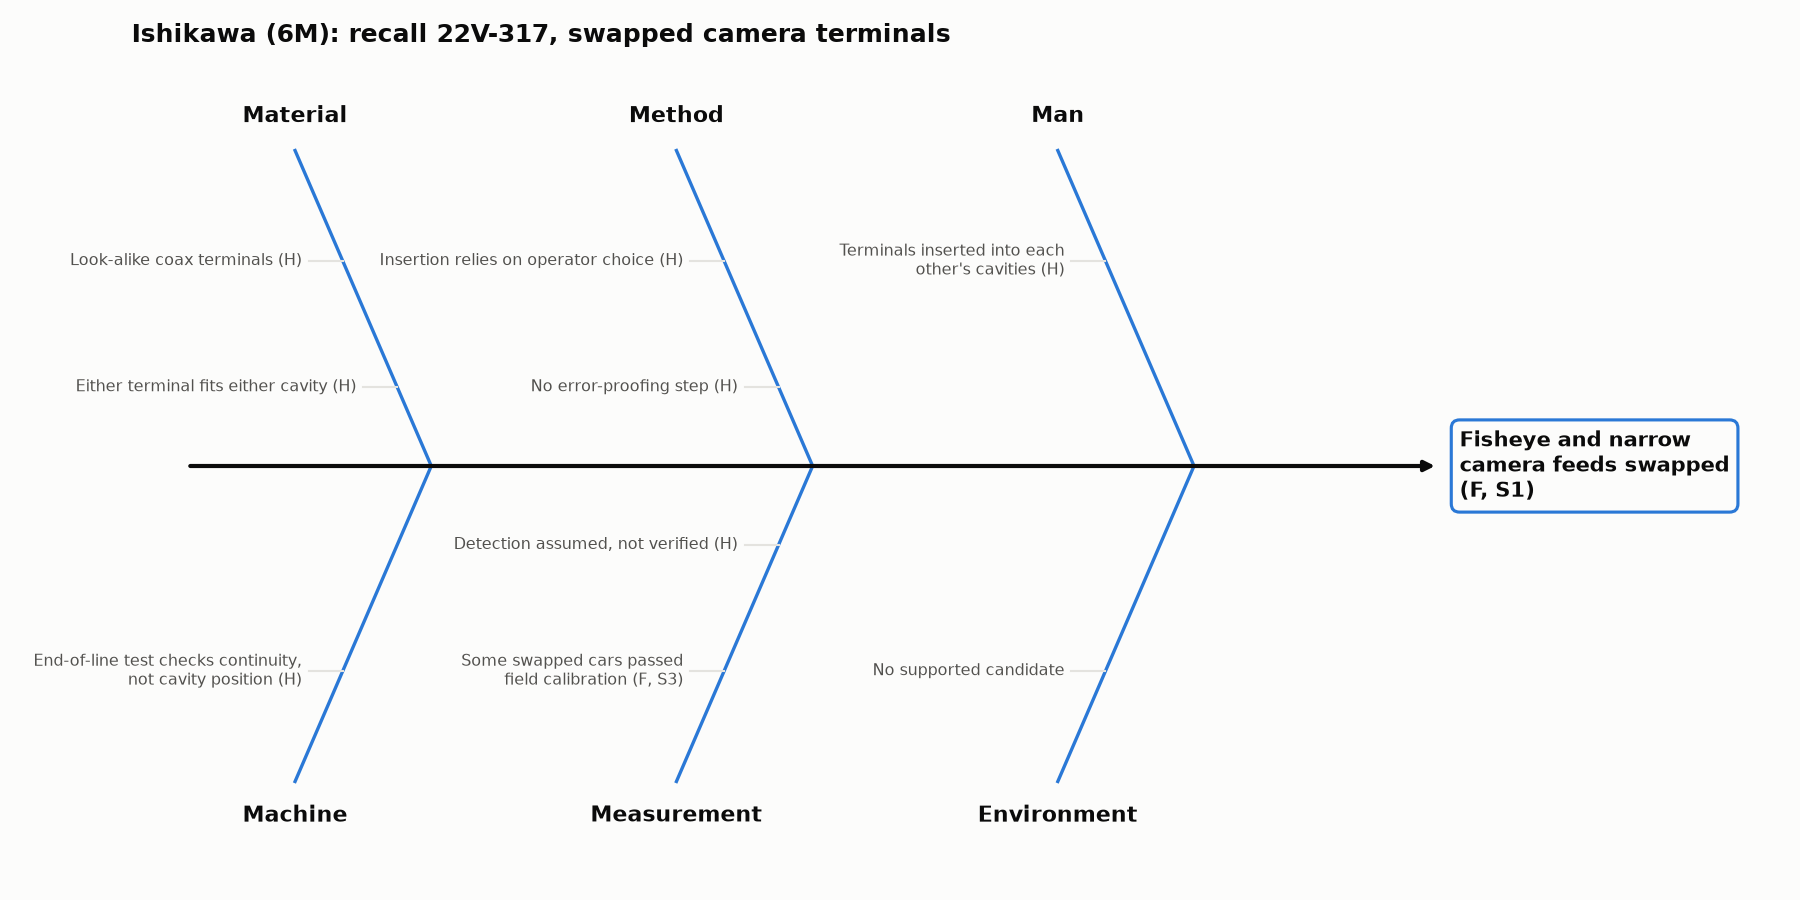 Ishikawa (6M): recall 22V-317, swapped camera terminals
Material
Method
Man
Look-alike coax terminals (H)
Insertion relies on operator choice (H)
Terminals inserted into each
other's cavities (H)
Either terminal fits either cavity (H)
No error-proofing step (H)
Fisheye and narrow
camera feeds swapped
(F, S1)
Detection assumed, not verified (H)
End-of-line test checks continuity,
not cavity position (H)
Some swapped cars passed
field calibration (F, S3)
No supported candidate
Machine
Measurement
Environment